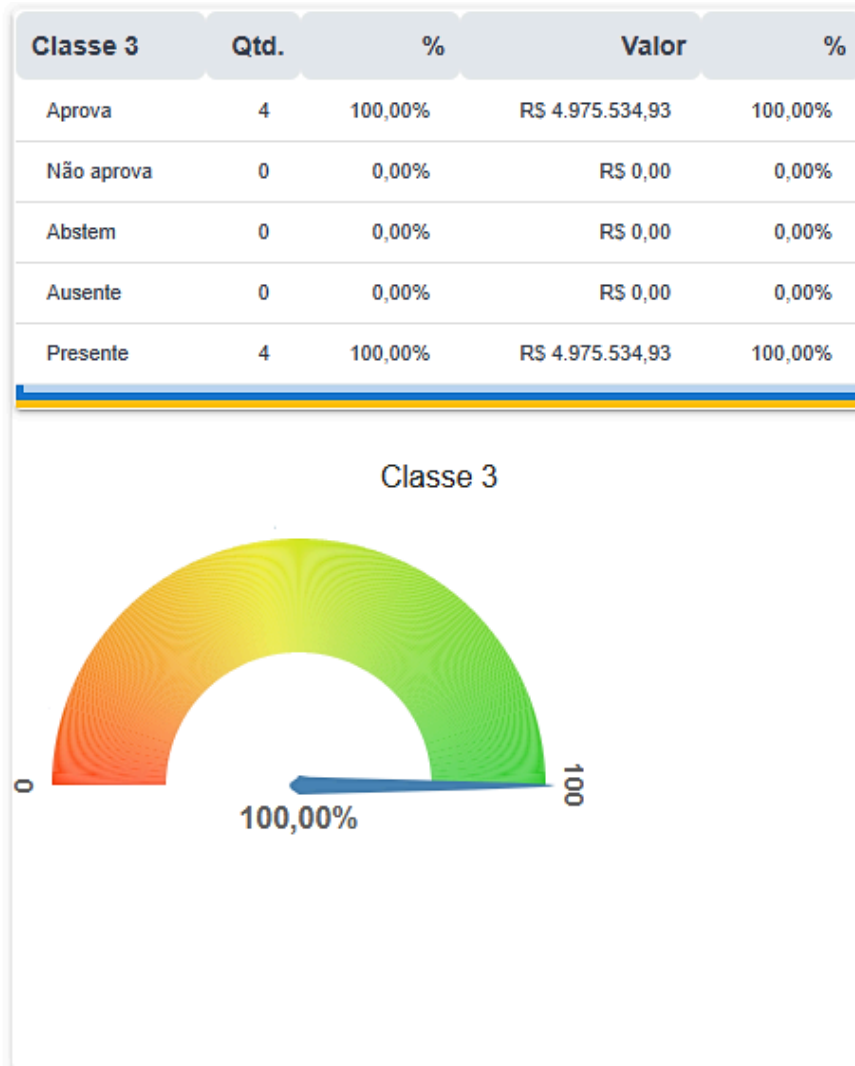 Classe 3 Qtd. % Valor %
Aprova 4 100,00% R$ 4.975.534,93 100,00%
Não aprova 0 0,00% R$ 0,00 0,00%
Abstem 0 0,00% R$ 0,00 0,00%
Ausente 0 0,00% R$ 0,00 0,00%
Presente 4 100,00% R$ 4.975.534,93 100,00%
Classe 3
0
100
100,00%